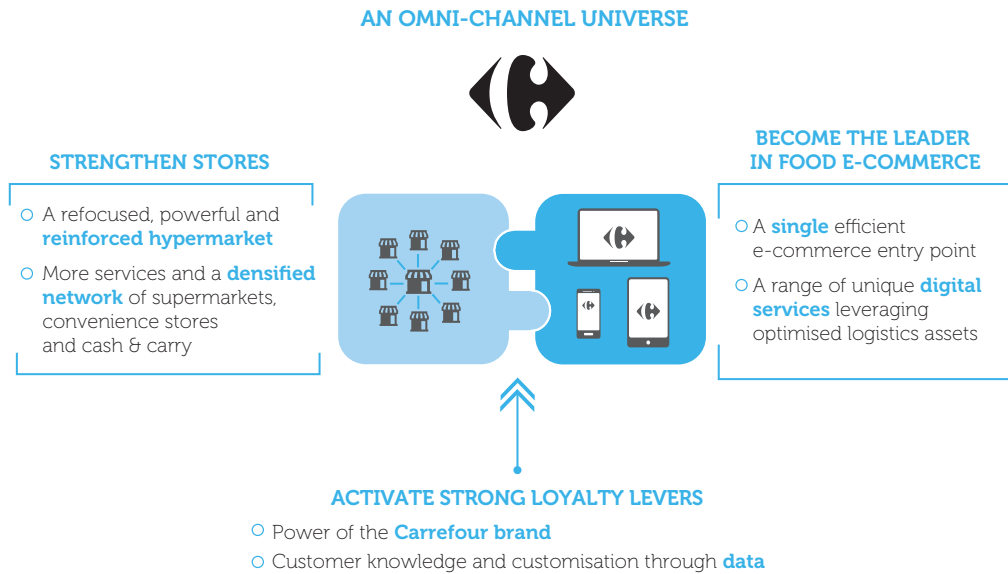 AN OMNI-CHANNEL UNIVERSE
STRENGTHEN STORES
A refocused, powerful and
reinforced hypermarket
More services and a densified
network of supermarkets,
convenience stores
and cash & carry
BECOME THE LEADER
IN FOOD E-COMMERCE
A single efficient
e-commerce entry point
A range of unique digital
services leveraging
optimised logistics assets
ACTIVATE STRONG LOYALTY LEVERS
Power of the Carrefour brand
Customer knowledge and customisation through data